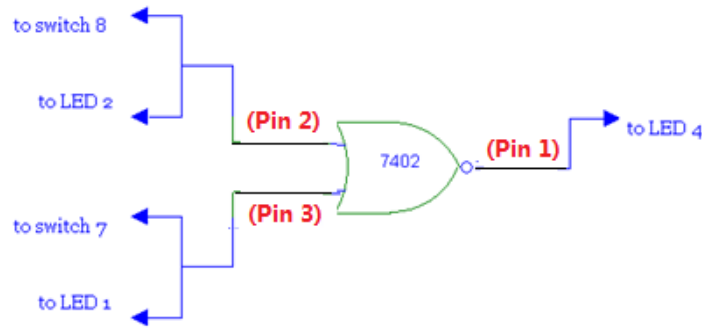 to switch 8
to LED 2
(Pin 2)
7402
(Pin 1)
to LED 4
(Pin 3)
to switch 7
to LED 1